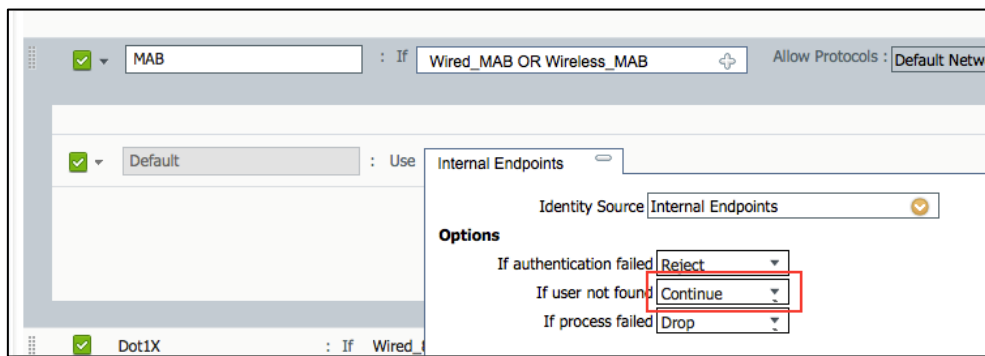 MAB : If Wired_MAB OR Wireless_MAB Allow Protocols : Default Netw
Default : Use Internal Endpoints
Identity Source Internal Endpoints
Options
If authentication failed Reject
If user not found Continue
If process failed Drop
Dot1X : If Wired_